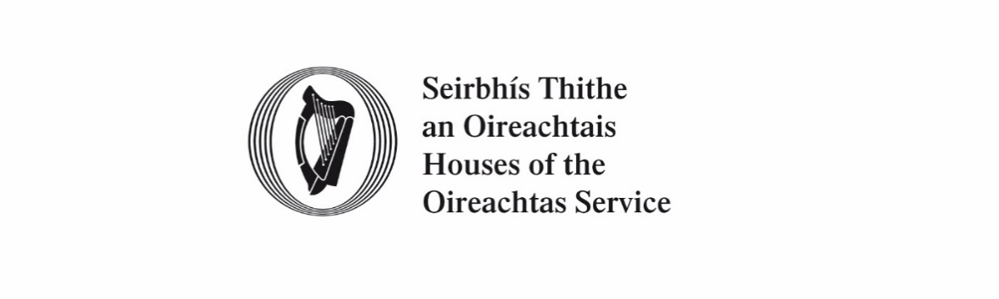 Seirbhís Thithe
an Oireachtais
Houses of the
Oireachtas Service